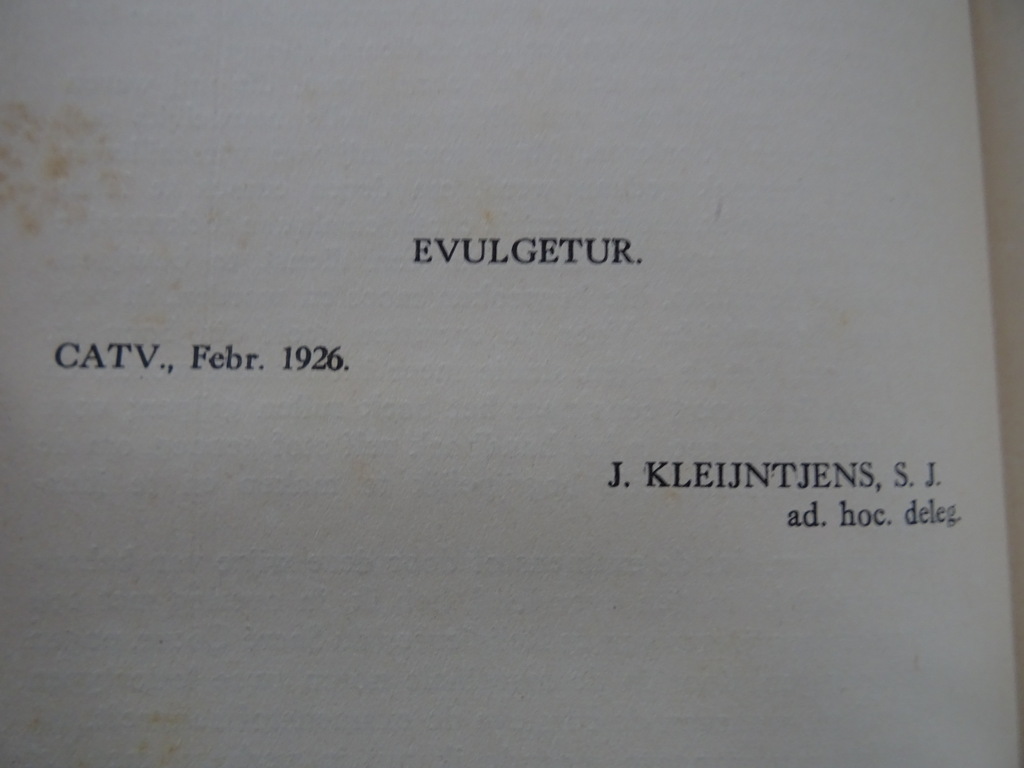 EVULGETUR.
CATV., Febr. 1926.
J. KLEIJNTJENS, S. J.
ad. hoc. deleg.